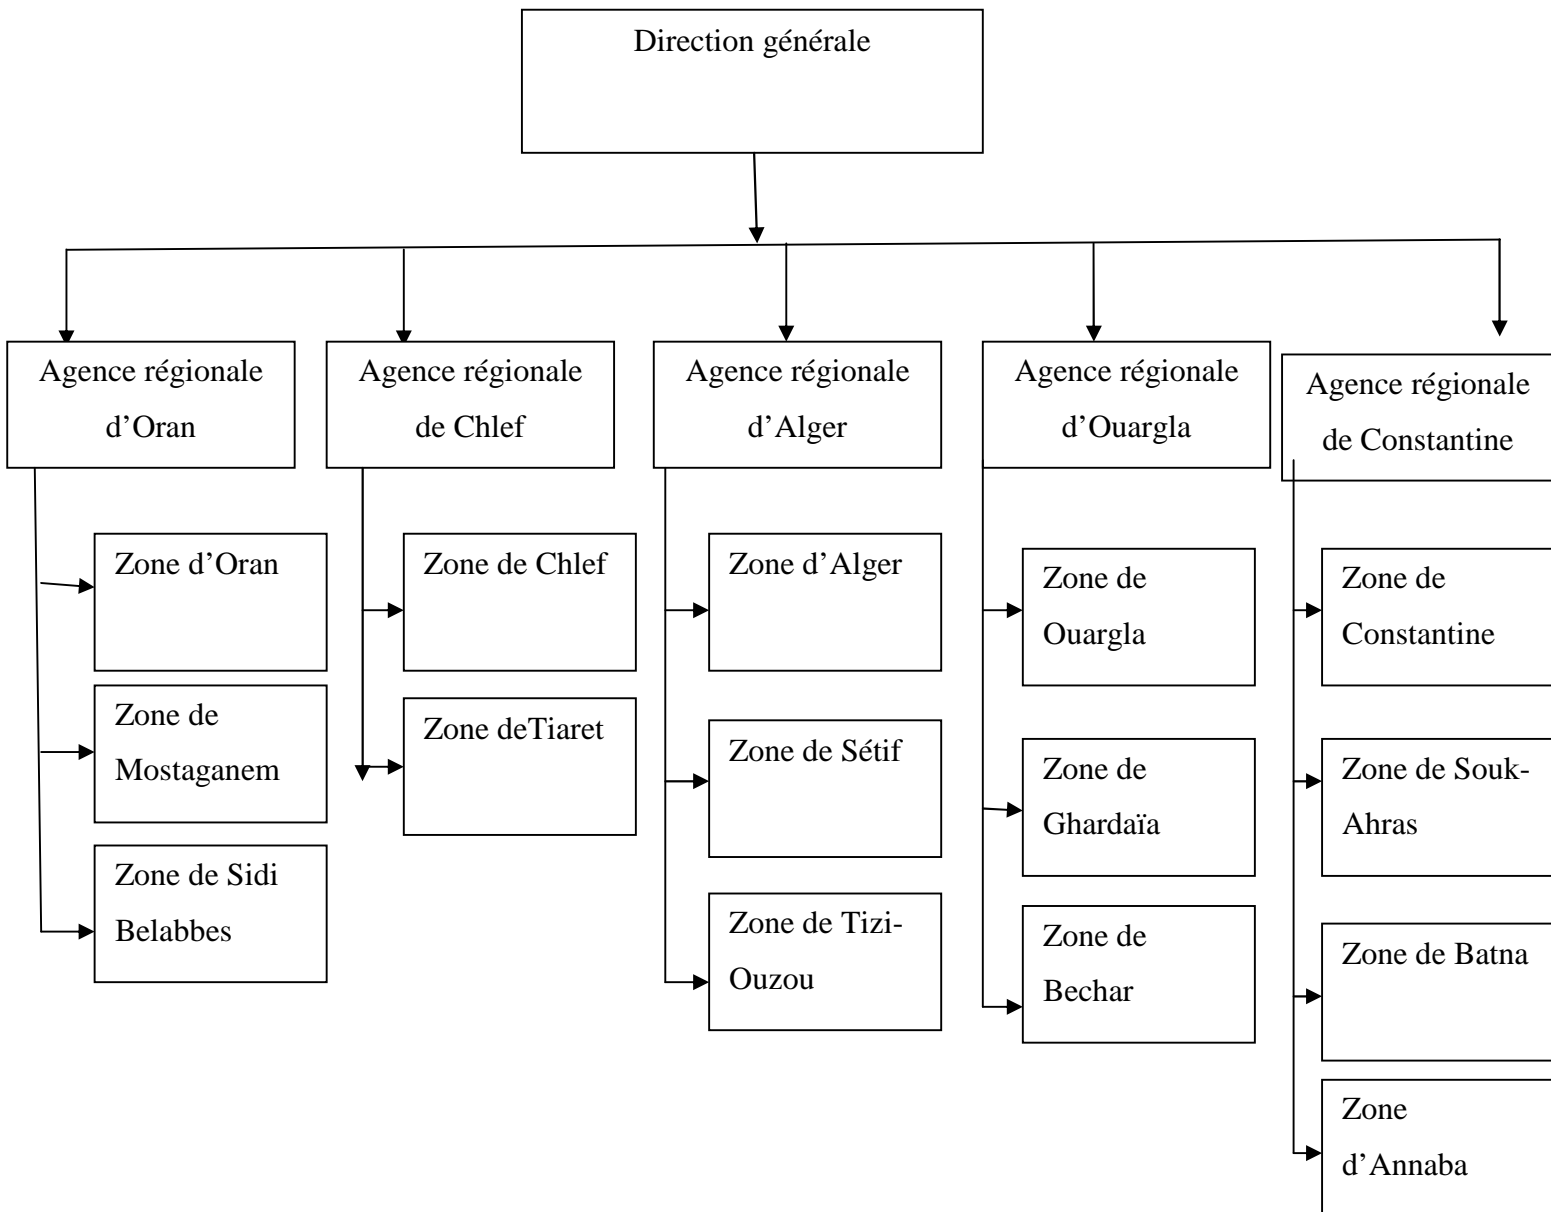 Direction générale
Agence régionale
d’Oran
Agence régionale
de Chlef
Agence régionale
d’Alger
Agence régionale
d’Ouargla
Agence régionale
de Constantine
Zone d’Oran
Zone de
Mostaganem
Zone de Sidi
Belabbes
Zone de Chlef
Zone deTiaret
Zone d’Alger
Zone de Sétif
Zone de Tizi-
Ouzou
Zone de
Ouargla
Zone de
Ghardaïa
Zone de
Bechar
Zone de
Constantine
Zone de Souk-
Ahras
Zone de Batna
Zone
d’Annaba